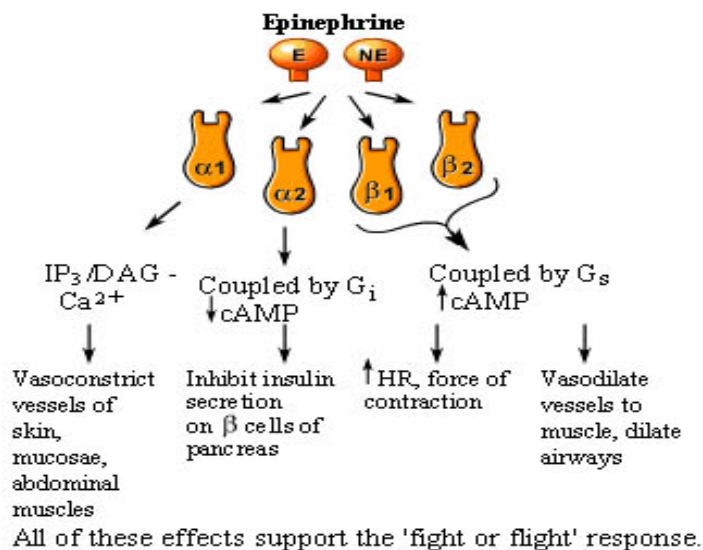 Epinephrine
E
NE
α1
α2
β1
β2
IP₃/DAG -
Ca²⁺
Coupled by Gᵢ
↓cAMP
Coupled by Gₛ
↑cAMP
Vasoconstrict
vessels of
skin,
mucosae,
abdominal
muscles
Inhibit insulin
secretion
on β cells of
pancreas
↑HR, force of
contraction
Vasodilate
vessels to
muscle, dilate
airways
All of these effects support the 'fight or flight' response.